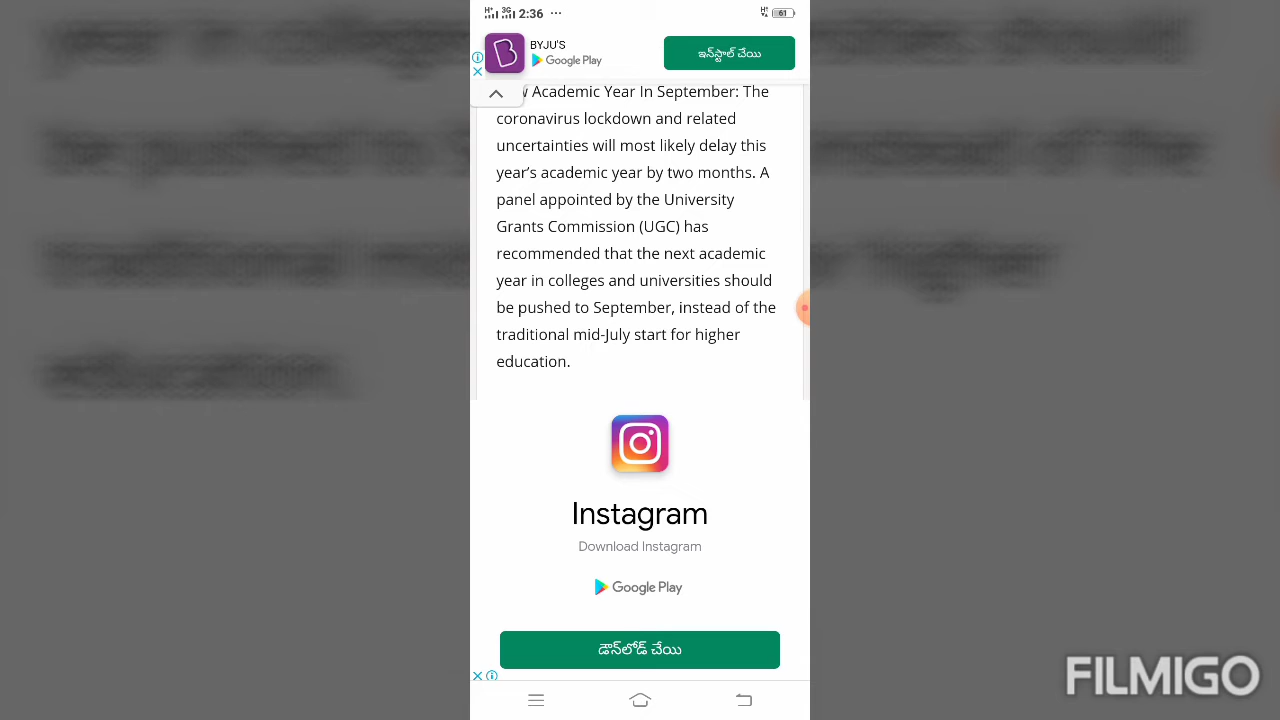 2:36 ...
61
BYJU'S
Google Play
ఇన్‌స్టాల్ చేయి
Academic Year In September: The
coronavirus lockdown and related
uncertainties will most likely delay this
year’s academic year by two months. A
panel appointed by the University
Grants Commission (UGC) has
recommended that the next academic
year in colleges and universities should
be pushed to September, instead of the
traditional mid-July start for higher
education.
Instagram
Download Instagram
Google Play
డౌన్‌లోడ్ చేయి
FILMIGO